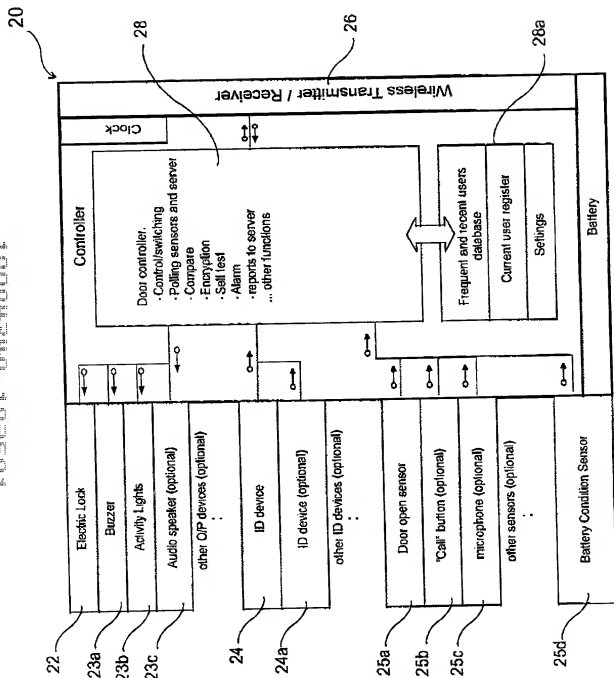 20
28
26
28a
Controller
Clock
Wireless Transmitter / Receiver
Door controller.
- Control/switching
- Polling sensors and server
- Compare
- Encryption
- Self test
- Alarm
- reports to server
... other functions
Frequent and recent users
database
Current user register
Settings
Battery
Electric Lock
Buzzer
Activity Lights
Audio speaker (optional)
other O/P devices (optional)
:
ID device
ID device (optional)
other ID devices (optional)
:
Door open sensor
"Call" button (optional)
microphone (optional)
other sensors (optional)
:
Battery Condition Sensor
22
23a
23b
23c
24
24a
25a
25b
25c
25d